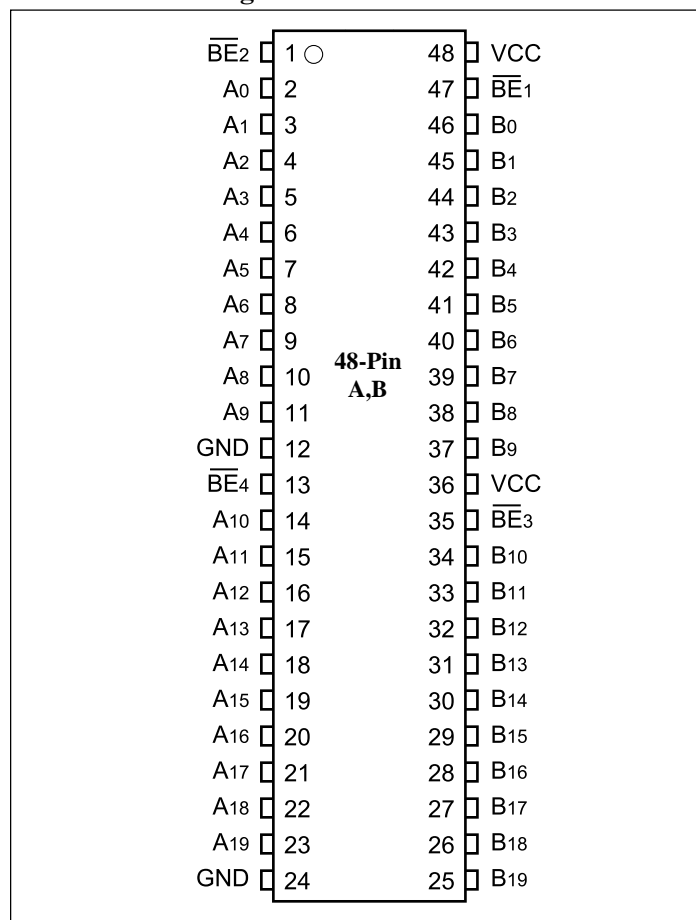 B̅E̅2 1 48 VCC
A0 2 47 B̅E̅1
A1 3 46 B0
A2 4 45 B1
A3 5 44 B2
A4 6 43 B3
A5 7 42 B4
A6 8 41 B5
A7 9 40 B6
48-Pin
A8 10 39 B7
A,B
A9 11 38 B8
GND 12 37 B9
B̅E̅4 13 36 VCC
A10 14 35 B̅E̅3
A11 15 34 B10
A12 16 33 B11
A13 17 32 B12
A14 18 31 B13
A15 19 30 B14
A16 20 29 B15
A17 21 28 B16
A18 22 27 B17
A19 23 26 B18
GND 24 25 B19